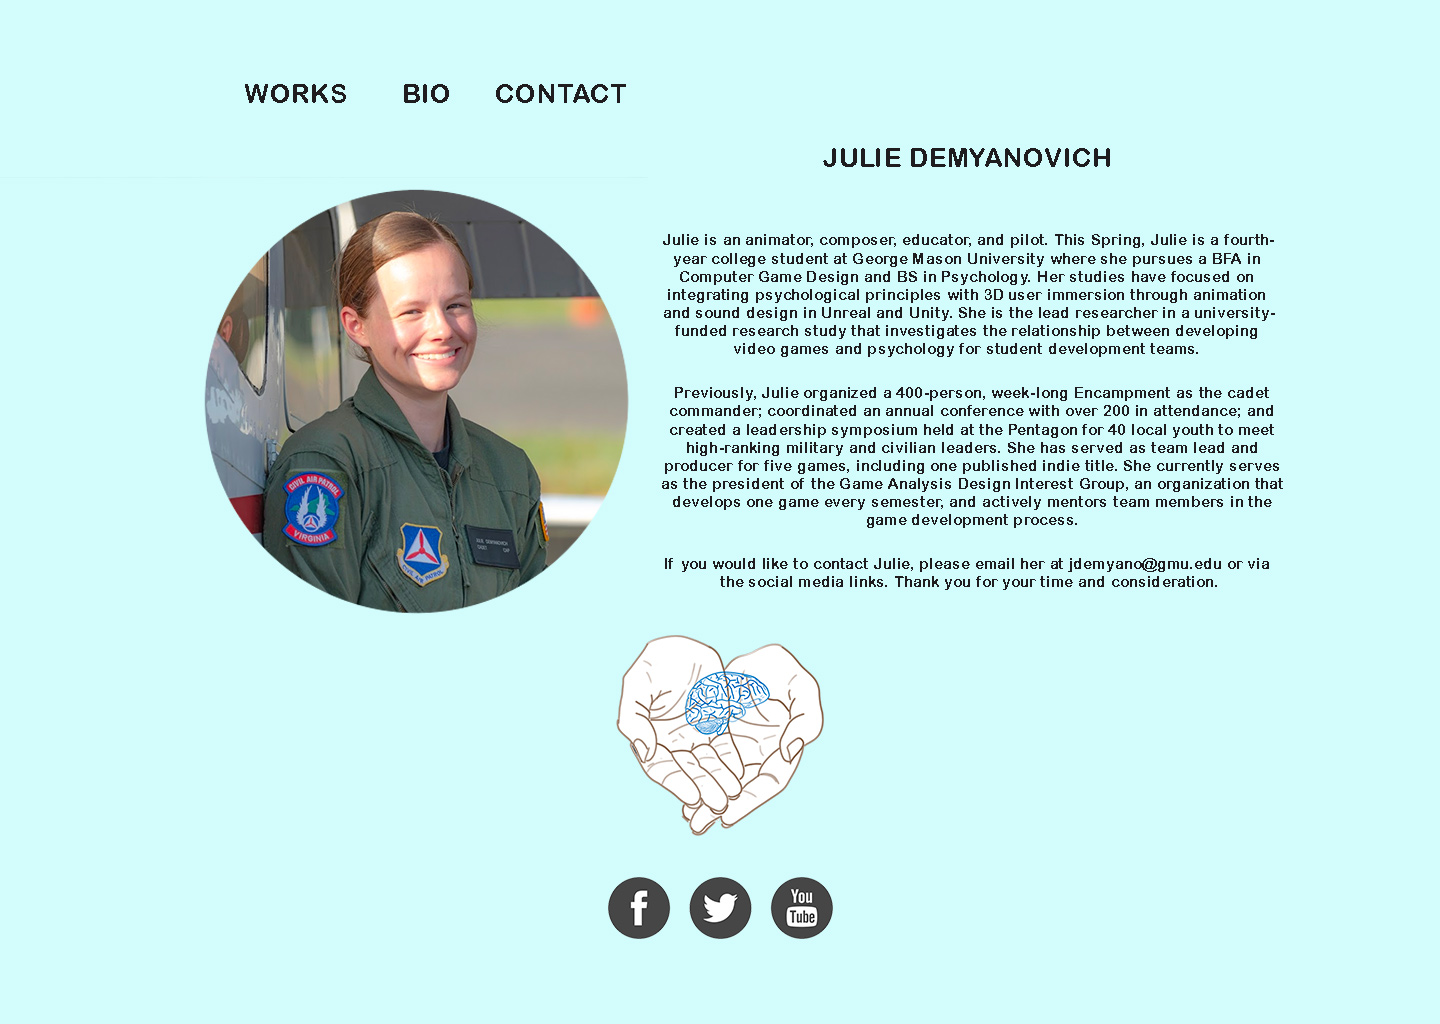 WORKS BIO CONTACT
JULIE DEMYANOVICH
Julie is an animator, composer, educator, and pilot. This Spring, Julie is a fourth-
year college student at George Mason University where she pursues a BFA in
Computer Game Design and BS in Psychology. Her studies have focused on
integrating psychological principles with 3D user immersion through animation
and sound design in Unreal and Unity. She is the lead researcher in a university-
funded research study that investigates the relationship between developing
video games and psychology for student development teams.
Previously, Julie organized a 400-person, week-long Encampment as the cadet
commander; coordinated an annual conference with over 200 in attendance; and
created a leadership symposium held at the Pentagon for 40 local youth to meet
high-ranking military and civilian leaders. She has served as team lead and
producer for five games, including one published indie title. She currently serves
as the president of the Game Analysis Design Interest Group, an organization that
develops one game every semester, and actively mentors team members in the
game development process.
If you would like to contact Julie, please email her at jdemyano@gmu.edu or via
the social media links. Thank you for your time and consideration.
CIVIL AIR PATROL
VIRGINIA
CIVIL AIR PATROL
JULIE DEMYANOVICH
CADET CAP
f
You
Tube